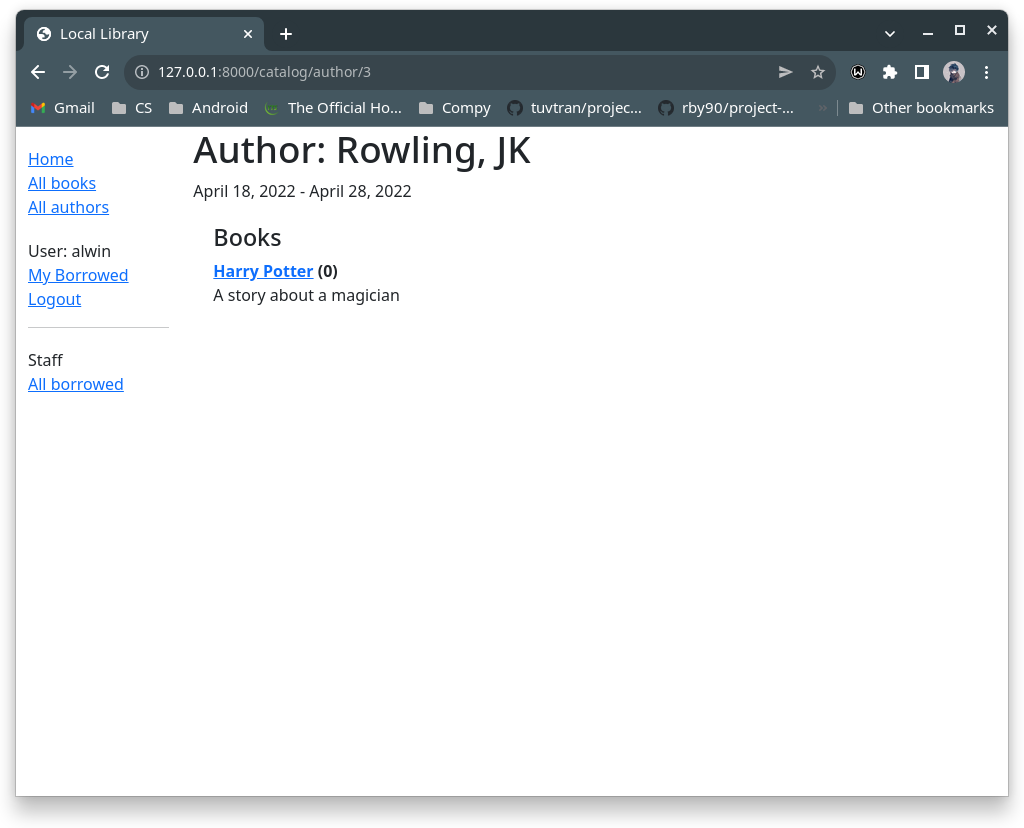 Local Library
127.0.0.1:8000/catalog/author/3
Gmail CS Android The Official Ho... Compy tuvtran/projec... rby90/project-... » Other bookmarks
Home
All books
All authors
User: alwin
My Borrowed
Logout
Staff
All borrowed
Author: Rowling, JK
April 18, 2022 - April 28, 2022
Books
Harry Potter (0)
A story about a magician